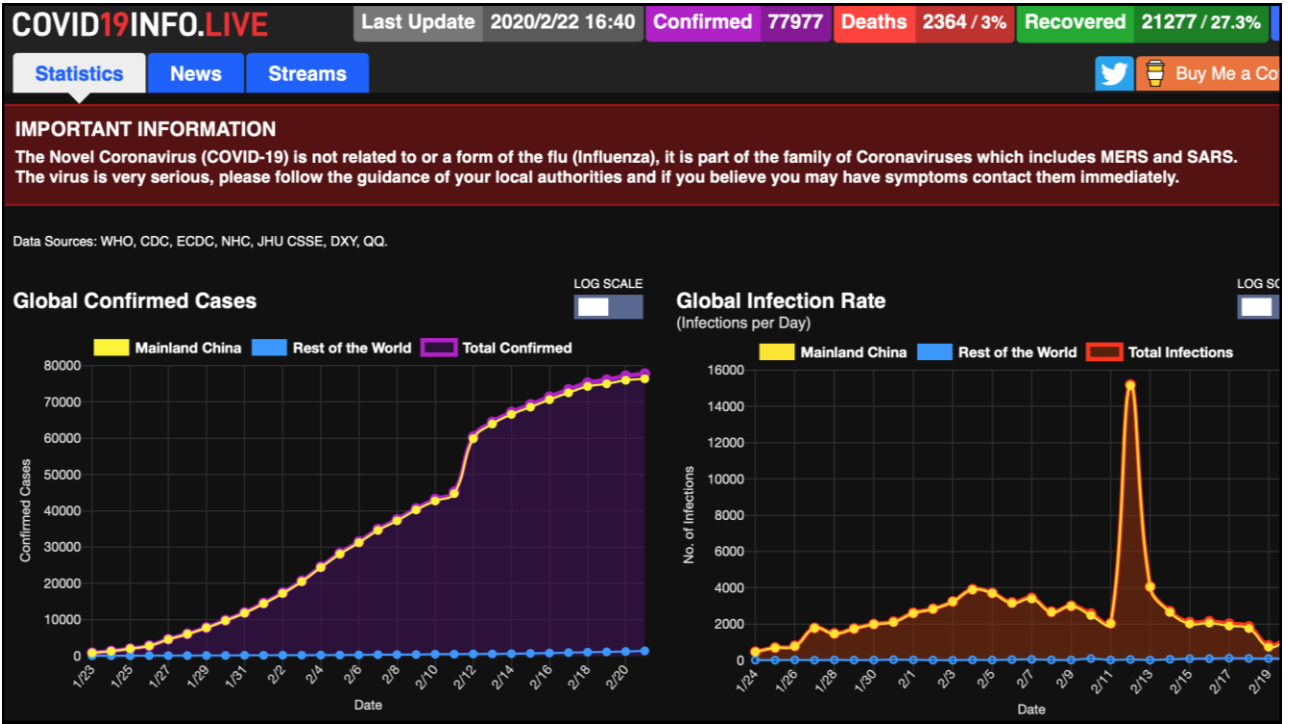 COVID19INFO.LIVE
Last Update 2020/2/22 16:40 Confirmed 77977 Deaths 2364 / 3% Recovered 21277 / 27.3%
Statistics News Streams
Buy Me a Co
IMPORTANT INFORMATION
The Novel Coronavirus (COVID-19) is not related to or a form of the flu (Influenza), it is part of the family of Coronaviruses which includes MERS and SARS.
The virus is very serious, please follow the guidance of your local authorities and if you believe you may have symptoms contact them immediately.
Data Sources: WHO, CDC, ECDC, NHC, JHU CSSE, DXY, QQ.
LOG SCALE
Global Confirmed Cases
Mainland China Rest of the World Total Confirmed
80000
70000
60000
50000
40000
30000
20000
10000
0
Confirmed Cases
1/23 1/25 1/27 1/29 1/31 2/2 2/4 2/6 2/8 2/10 2/12 2/14 2/16 2/18 2/20
Date
LOG SC
Global Infection Rate
(Infections per Day)
Mainland China Rest of the World Total Infections
16000
14000
12000
10000
8000
6000
4000
2000
0
No. of Infections
1/24 1/26 1/28 1/30 2/1 2/3 2/5 2/7 2/9 2/11 2/13 2/15 2/17 2/19
Date